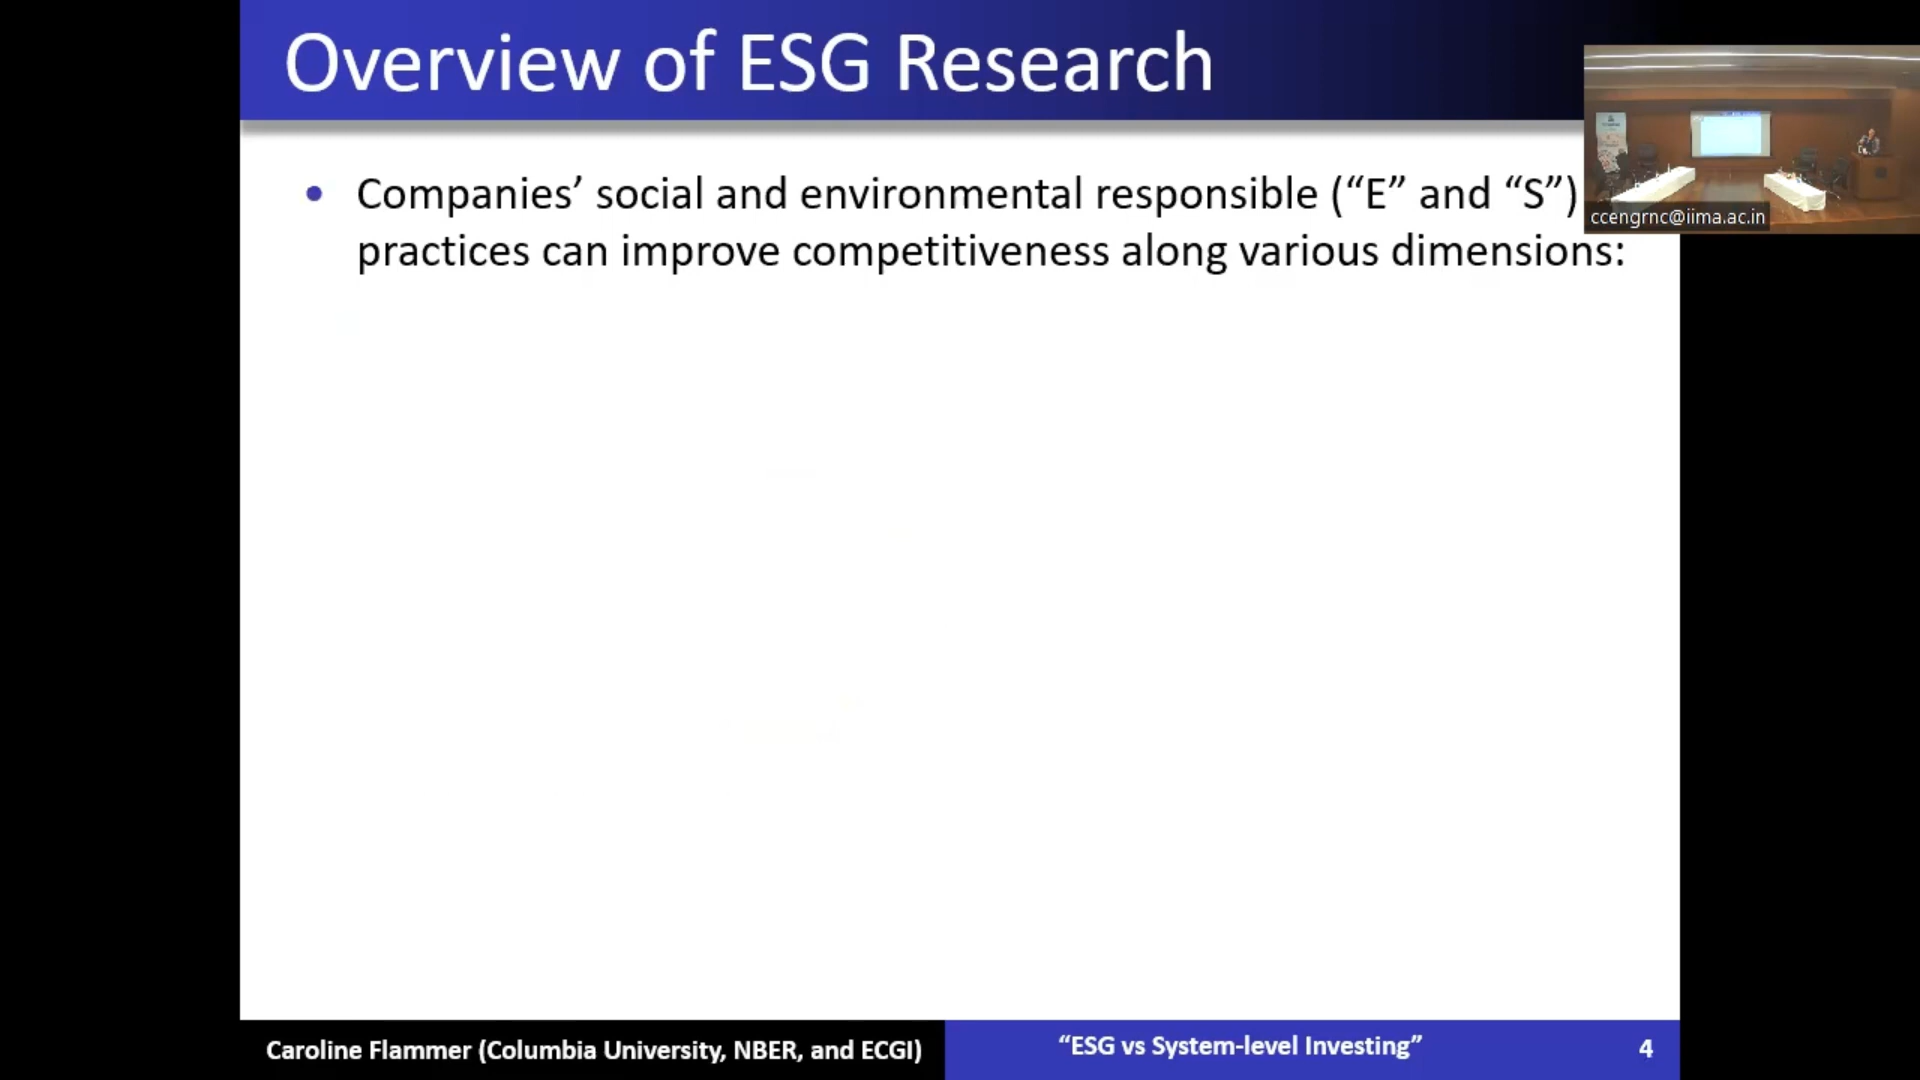 Overview of ESG Research
• Companies’ social and environmental responsible (“E” and “S”)
practices can improve competitiveness along various dimensions:
ccengrnc@iima.ac.in
Caroline Flammer (Columbia University, NBER, and ECGI)
“ESG vs System-level Investing”
4